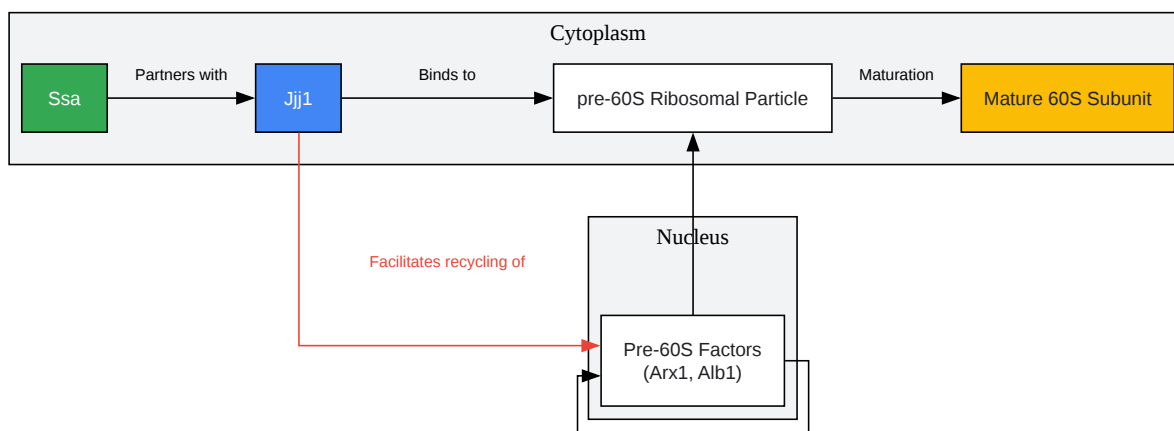 Cytoplasm
Ssa
Partners with
Jjj1
Binds to
pre-60S Ribosomal Particle
Maturation
Mature 60S Subunit
Nucleus
Facilitates recycling of
Pre-60S Factors
(Arx1, Alb1)